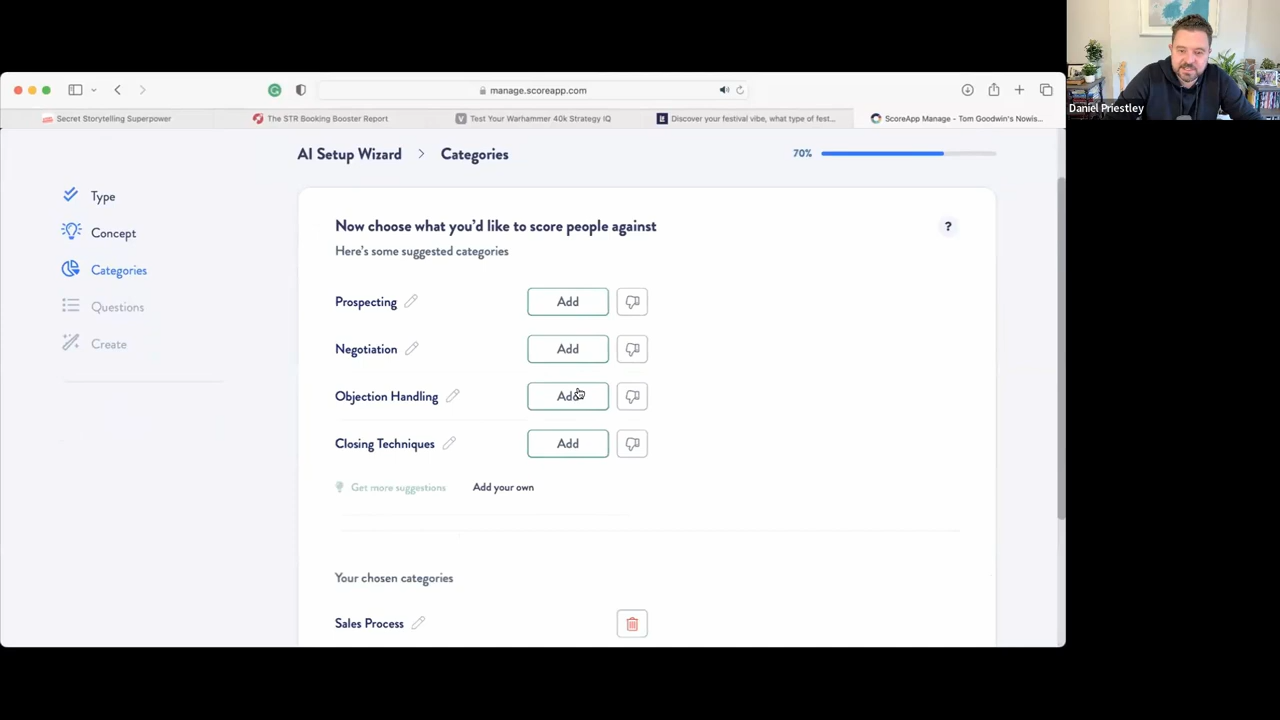 manage.scoreapp.com
Daniel Priestley
Secret Storytelling Superpower
The STR Booking Booster Report
Test Your Warhammer 40k Strategy IQ
Discover your festival vibe, what type of fest...
ScoreApp Manage - Tom Goodwin's Nowis...
AI Setup Wizard > Categories
70%
Type
Concept
Categories
Questions
Create
Now choose what you'd like to score people against
?
Here's some suggested categories
Prospecting
Add
Negotiation
Add
Objection Handling
Add
Closing Techniques
Add
Get more suggestions
Add your own
Your chosen categories
Sales Process